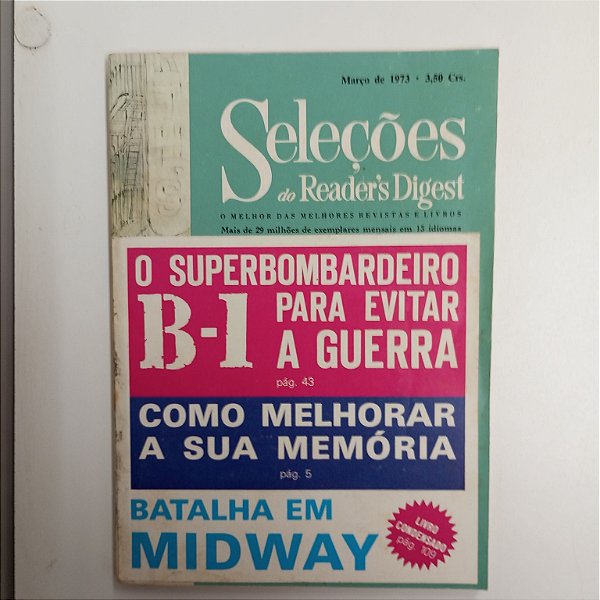 Março de 1973 · 3,50 Crs.
Seleções
do Reader's Digest
O MELHOR DAS MELHORES REVISTAS E LIVROS
Mais de 29 milhões de exemplares mensais em 13 idiomas
O SUPERBOMBARDEIRO
B-1 PARA EVITAR
A GUERRA
pág. 43
COMO MELHORAR
A SUA MEMÓRIA
pág. 5
BATALHA EM
MIDWAY
LIVRO
CONDENSADO
pág. 109